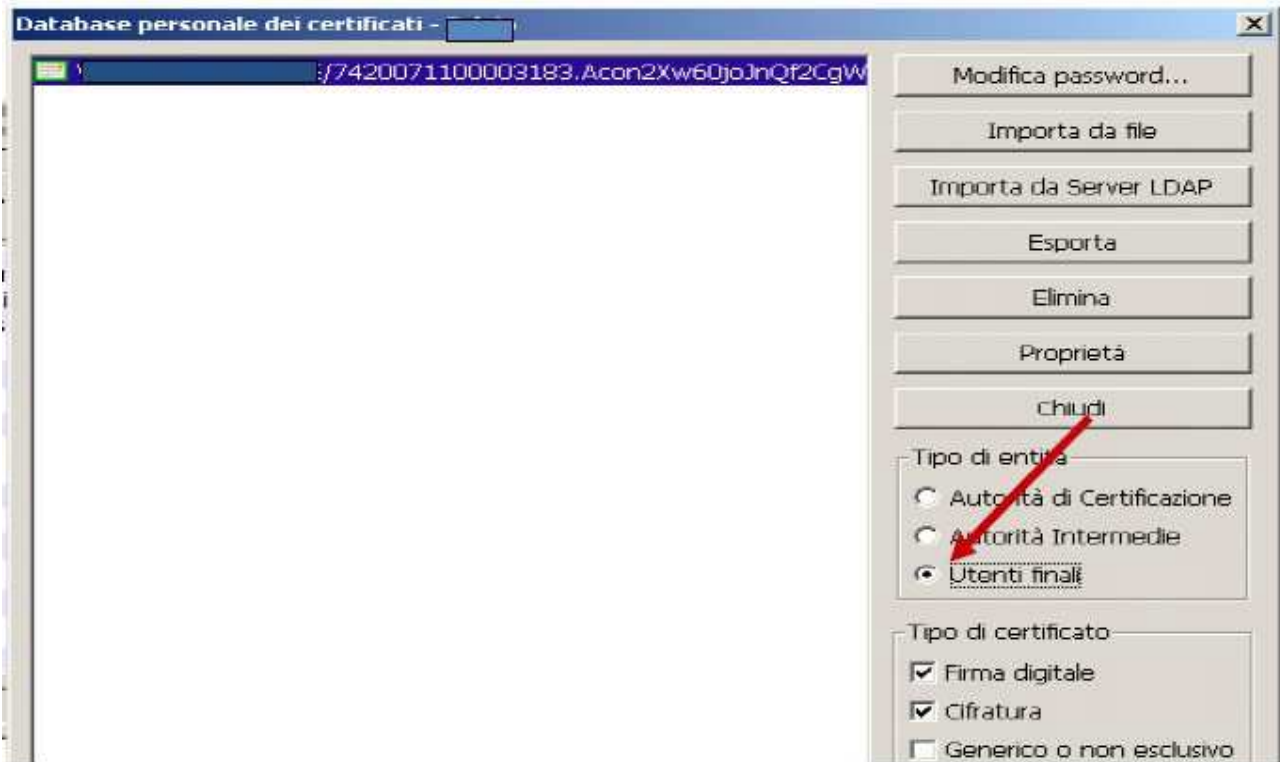 Database personale dei certificati -
:/7420071100003183.Acon2Xw60joJnQf2CgW
Modifica password...
Importa da file
Importa da Server LDAP
Esporta
Elimina
Proprietà
Chiudi
Tipo di entità
Autorità di Certificazione
Autorità Intermedie
Utenti finali
Tipo di certificato
Firma digitale
Cifratura
Generico o non esclusivo